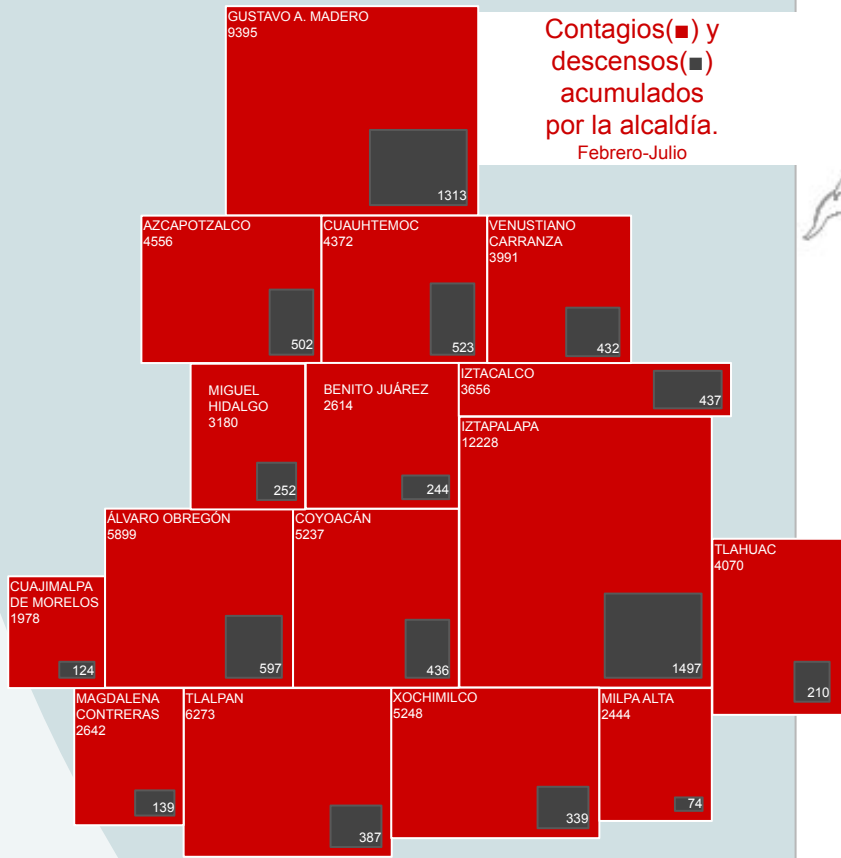 GUSTAVO A. MADERO
9395
1313
Contagios(■) y
descensos(■)
acumulados
por la alcaldía.
Febrero-Julio
AZCAPOTZALCO
4556
502
CUAUHTEMOC
4372
523
VENUSTIANO
CARRANZA
3991
432
MIGUEL
HIDALGO
3180
252
BENITO JUÁREZ
2614
244
IZTACALCO
3656
437
IZTAPALAPA
12228
1497
ÁLVARO OBREGÓN
5899
597
COYOACÁN
5237
436
TLAHUAC
4070
210
CUAJIMALPA
DE MORELOS
1978
124
MAGDALENA
CONTRERAS
2642
139
TLALPAN
6273
387
XOCHIMILCO
5248
339
MILPA ALTA
2444
74